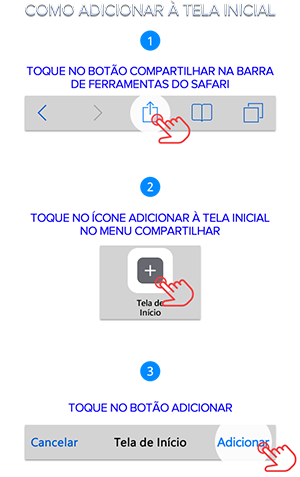 COMO ADICIONAR À TELA INICIAL
1
TOQUE NO BOTÃO COMPARTILHAR NA BARRA
DE FERRAMENTAS DO SAFARI
2
TOQUE NO ÍCONE ADICIONAR À TELA INICIAL
NO MENU COMPARTILHAR
Tela de
Início
3
TOQUE NO BOTÃO ADICIONAR
Cancelar Tela de Início Adicionar